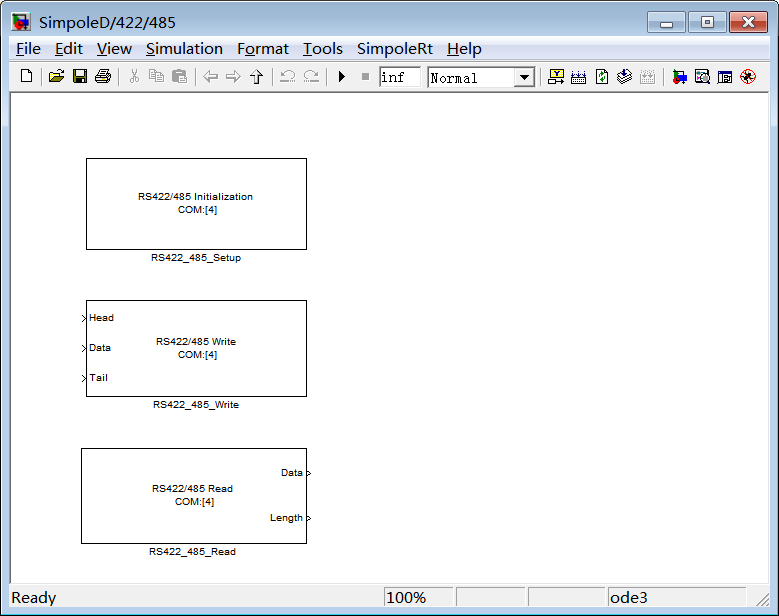 SimpoleD/422/485
File Edit View Simulation Format Tools SimpoleRt Help
inf Normal
RS422/485 Initialization
COM:[4]
RS422_485_Setup
Head
Data
Tail
RS422/485 Write
COM:[4]
RS422_485_Write
Data
RS422/485 Read
COM:[4]
Length
RS422_485_Read
Ready 100% ode3